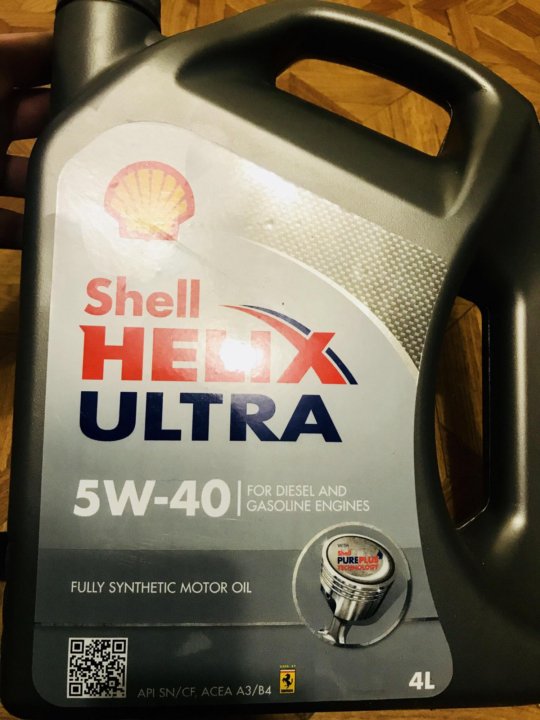 Shell
HELIX
ULTRA
5W-40
FOR DIESEL AND
GASOLINE ENGINES
Shell
PUREPLUS
TECHNOLOGY
FULLY SYNTHETIC MOTOR OIL
API SN/CF, ACEA A3/B4
4L